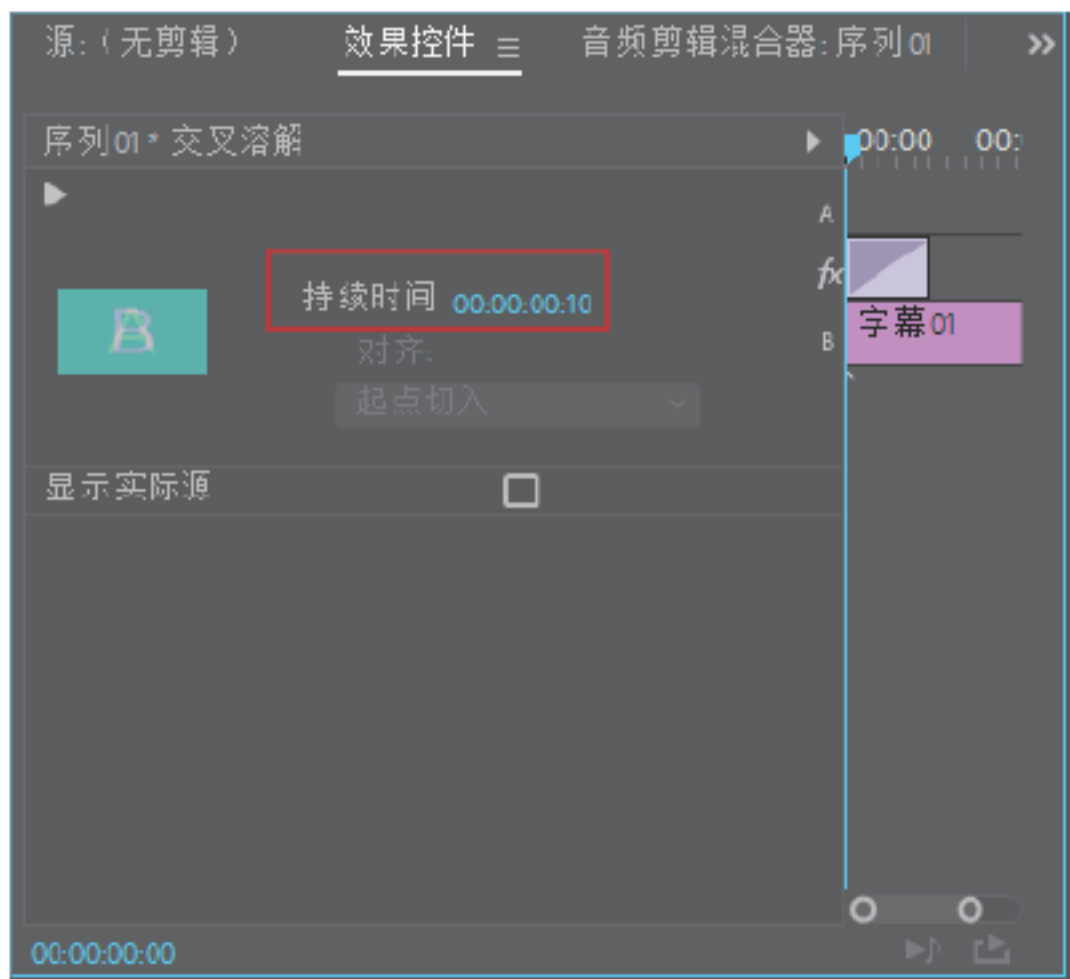 源:(无剪辑) 效果控件 音频剪辑混合器:序列01
序列01 * 交叉溶解 00:00 00:
A
持续时间 00:00:00:10 fx
B 字幕01
B
对齐:
起点切入
显示实际源
00:00:00:00